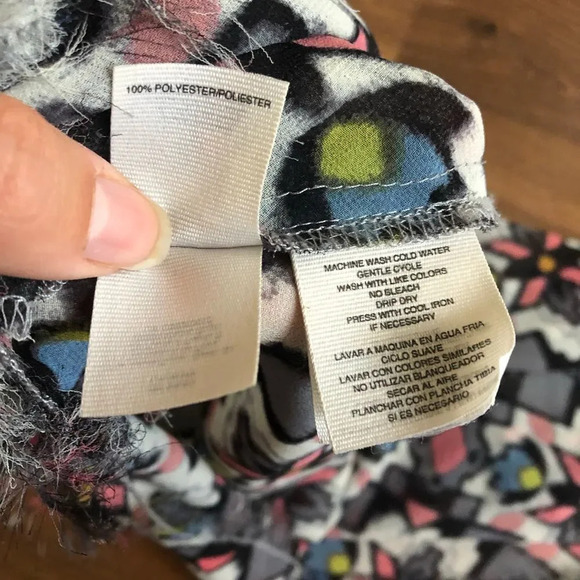 100% POLYESTER/POLIESTER
MACHINE WASH COLD WATER
GENTLE CYCLE
WASH WITH LIKE COLORS
NO BLEACH
DRIP DRY
PRESS WITH COOL IRON
IF NECESSARY
LAVAR A MAQUINA EN AGUA FRIA
CICLO SUAVE
LAVAR CON COLORES SIMILARES
NO UTILIZAR BLANQUEADOR
SECAR AL AIRE
PLANCHAR CON PLANCHA TIBIA
SI ES NECESARIO